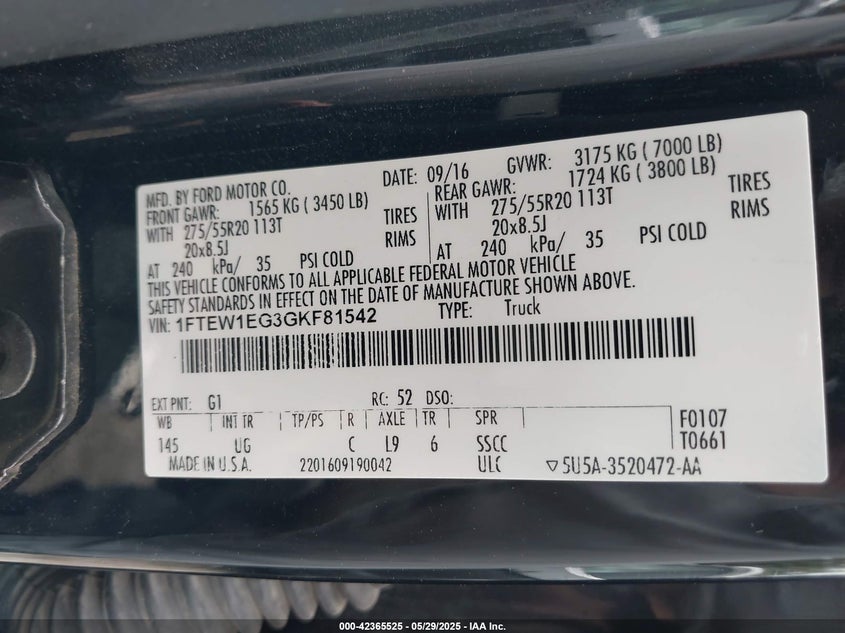 MFD. BY FORD MOTOR CO.
DATE: 09/16 GVWR: 3175 KG ( 7000 LB)
FRONT GAWR: 1565 KG ( 3450 LB) REAR GAWR: 1724 KG ( 3800 LB)
WITH 275/55R20 113T TIRES WITH 275/55R20 113T TIRES
20x8.5J RIMS 20x8.5J RIMS
AT 240 kPa/ 35 PSI COLD AT 240 kPa/ 35 PSI COLD
THIS VEHICLE CONFORMS TO ALL APPLICABLE FEDERAL MOTOR VEHICLE
SAFETY STANDARDS IN EFFECT ON THE DATE OF MANUFACTURE SHOWN ABOVE.
VIN: 1FTEW1EG3GKF81542 TYPE: Truck
EXT PNT: G1 RC: 52 DSO:
WB INT TR TP/PS R AXLE TR SPR F0107
145 UG C L9 6 SSCC T0661
MADE IN U.S.A. 2201609190042 ULC ▽5U5A-3520472-AA
000-42365525 - 05/29/2025 - IAA Inc.